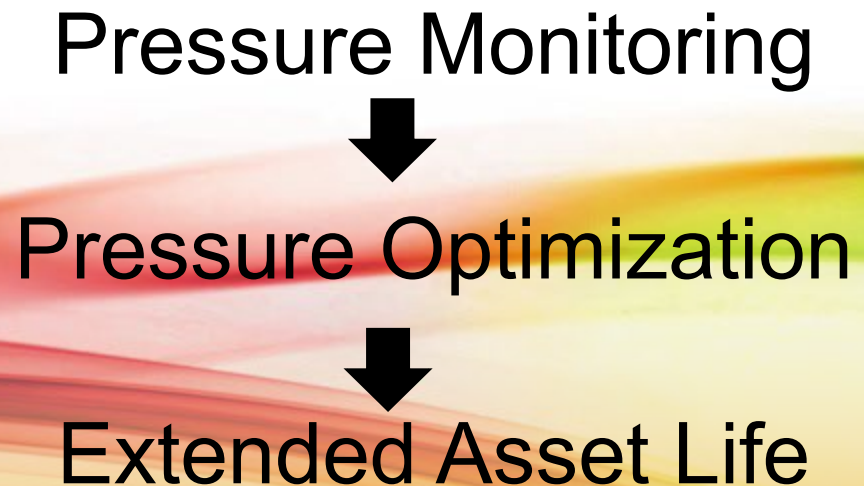 Pressure Monitoring
Pressure Optimization
Extended Asset Life